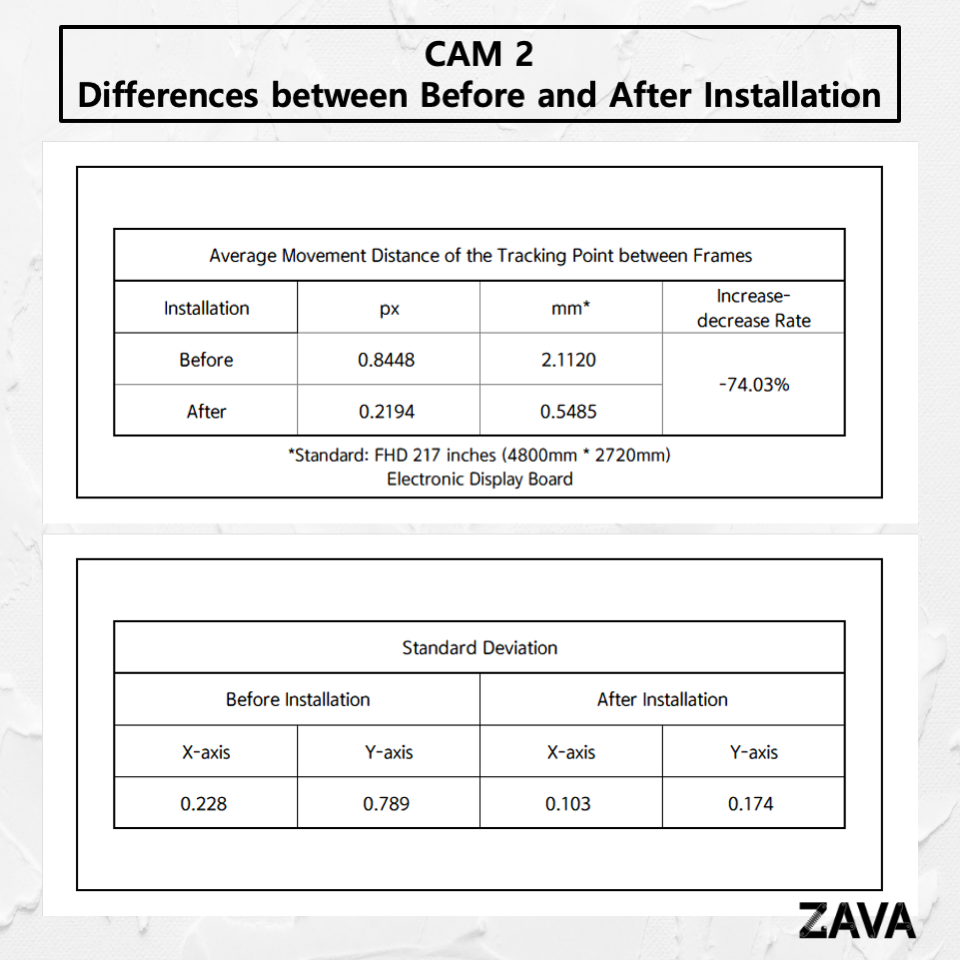 CAM 2
Differences between Before and After Installation
Average Movement Distance of the Tracking Point between Frames
Installation px mm* Increase-
decrease Rate
Before 0.8448 2.1120
-74.03%
After 0.2194 0.5485
*Standard: FHD 217 inches (4800mm * 2720mm)
Electronic Display Board
Standard Deviation
Before Installation After Installation
X-axis Y-axis X-axis Y-axis
0.228 0.789 0.103 0.174
ZAVA